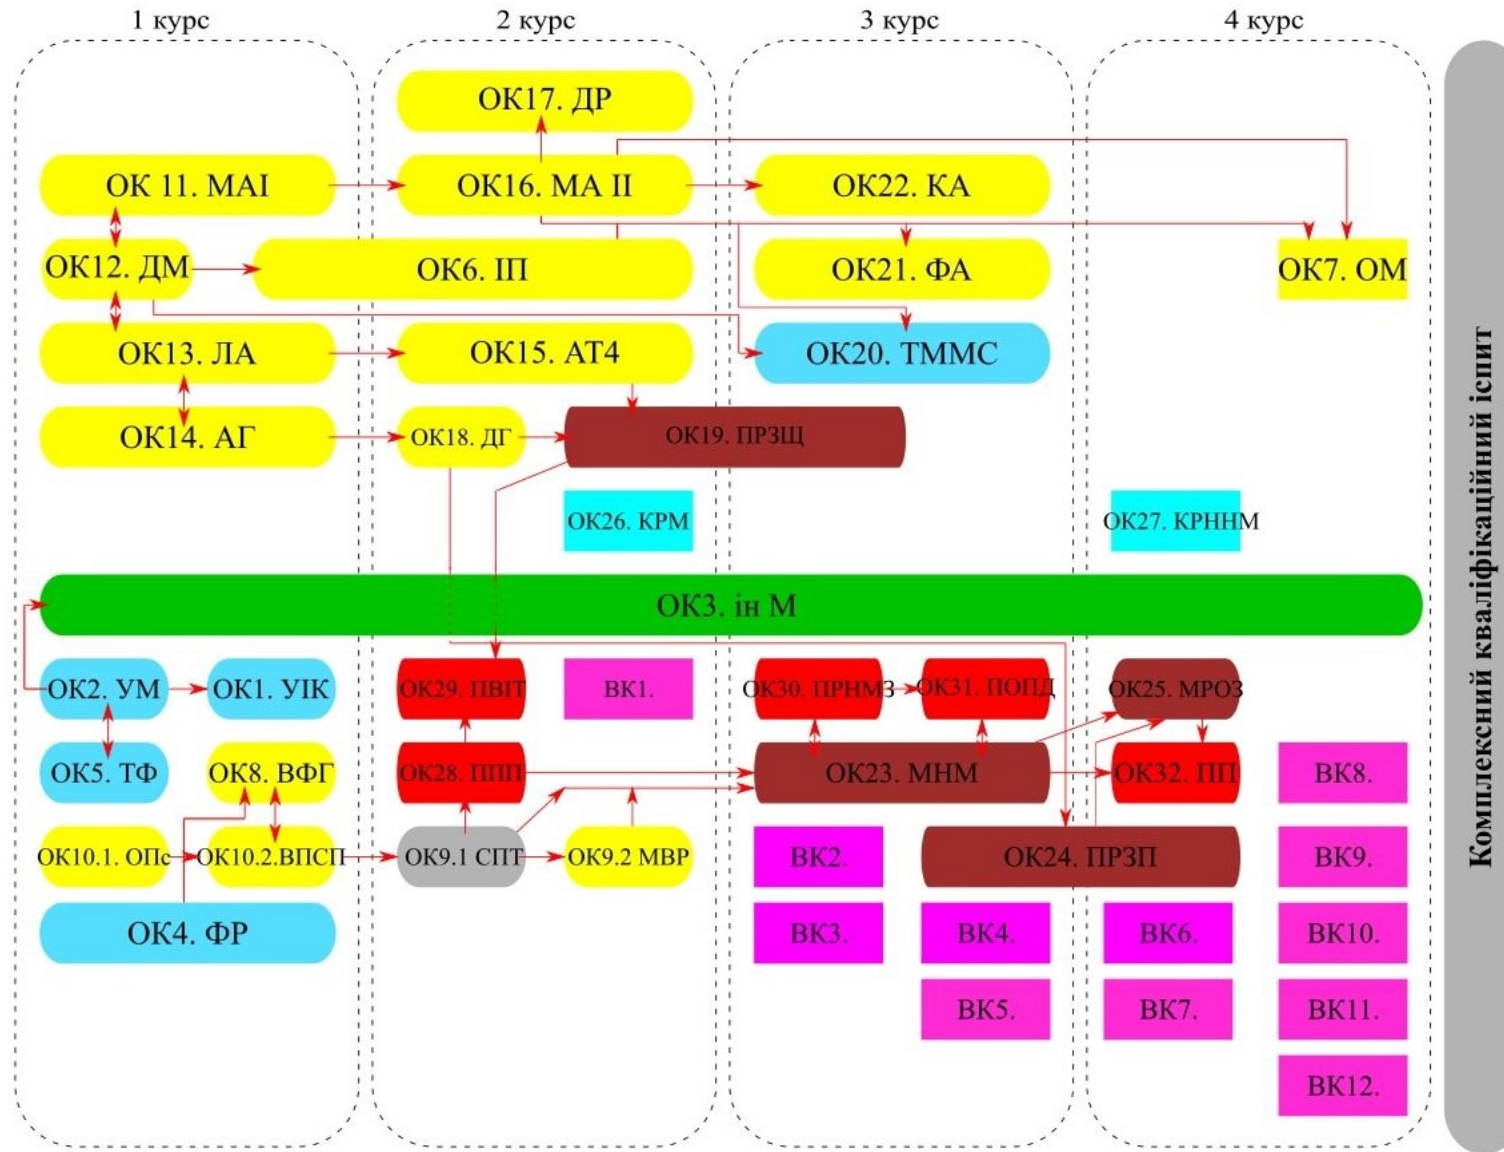 1 курс
2 курс
3 курс
4 курс
ОК17. ДР
ОК 11. МАІ
ОК16. МА ІІ
ОК22. КА
ОК12. ДМ
ОК6. ІП
ОК21. ФА
ОК7. ОМ
ОК13. ЛА
ОК15. АТ4
ОК20. ТММС
ОК14. АГ
ОК18. ДГ
ОК19. ПРЗЩ
ОК26. КРМ
ОК27. КРННМ
ОК3. ін М
ОК2. УМ
ОК1. УІК
ОК29. ПВІТ
ВК1.
ОК30. ПРНМЗ
ОК31. ПОПД
ОК25. МРОЗ
ОК5. ТФ
ОК8. ВФГ
ОК28. ППП
ОК23. МНМ
ОК32. ПП
ВК8.
ОК10.1. ОПс
ОК10.2.ВПСП
ОК9.1 СПТ
ОК9.2 МВР
ВК2.
ОК24. ПРЗП
ВК9.
ОК4. ФР
ВК3.
ВК4.
ВК6.
ВК10.
ВК5.
ВК7.
ВК11.
ВК12.
Комплексний кваліфікаційний іспит